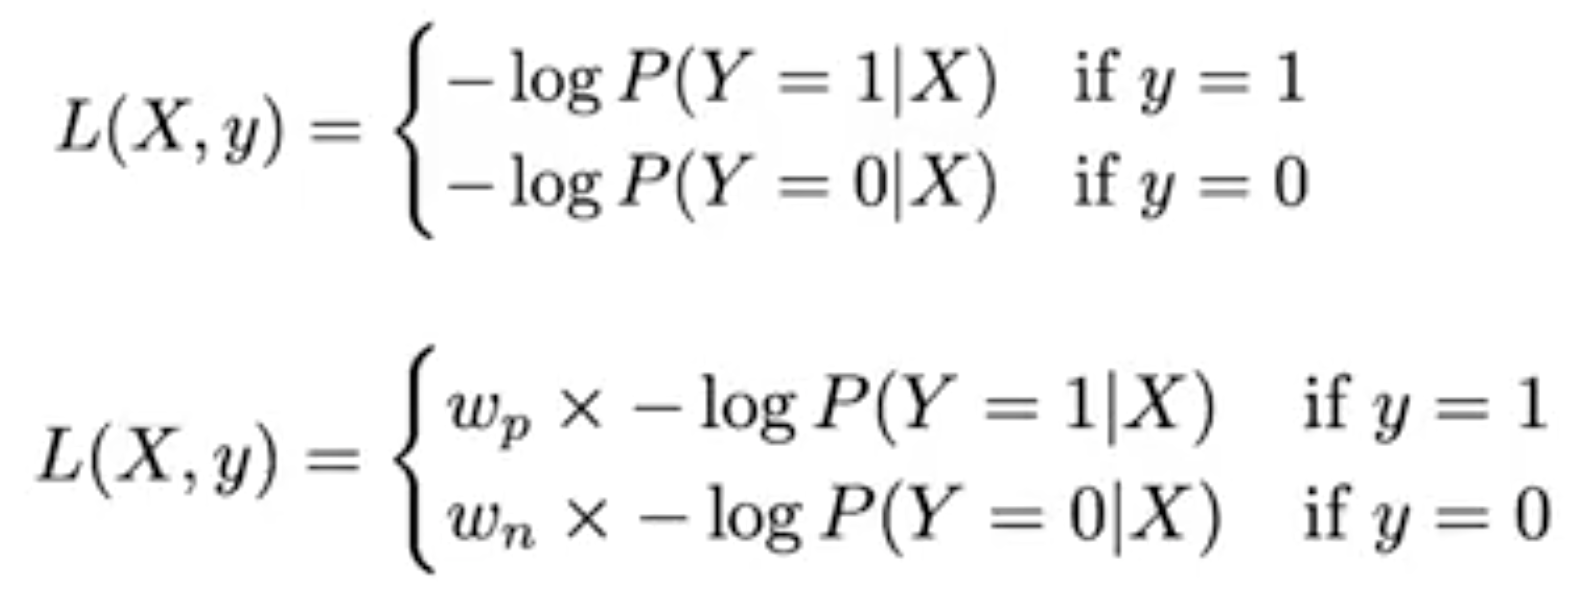 L(X, y) = { − log P(Y = 1|X) if y = 1
− log P(Y = 0|X) if y = 0
L(X, y) = { w_p × − log P(Y = 1|X) if y = 1
w_n × − log P(Y = 0|X) if y = 0